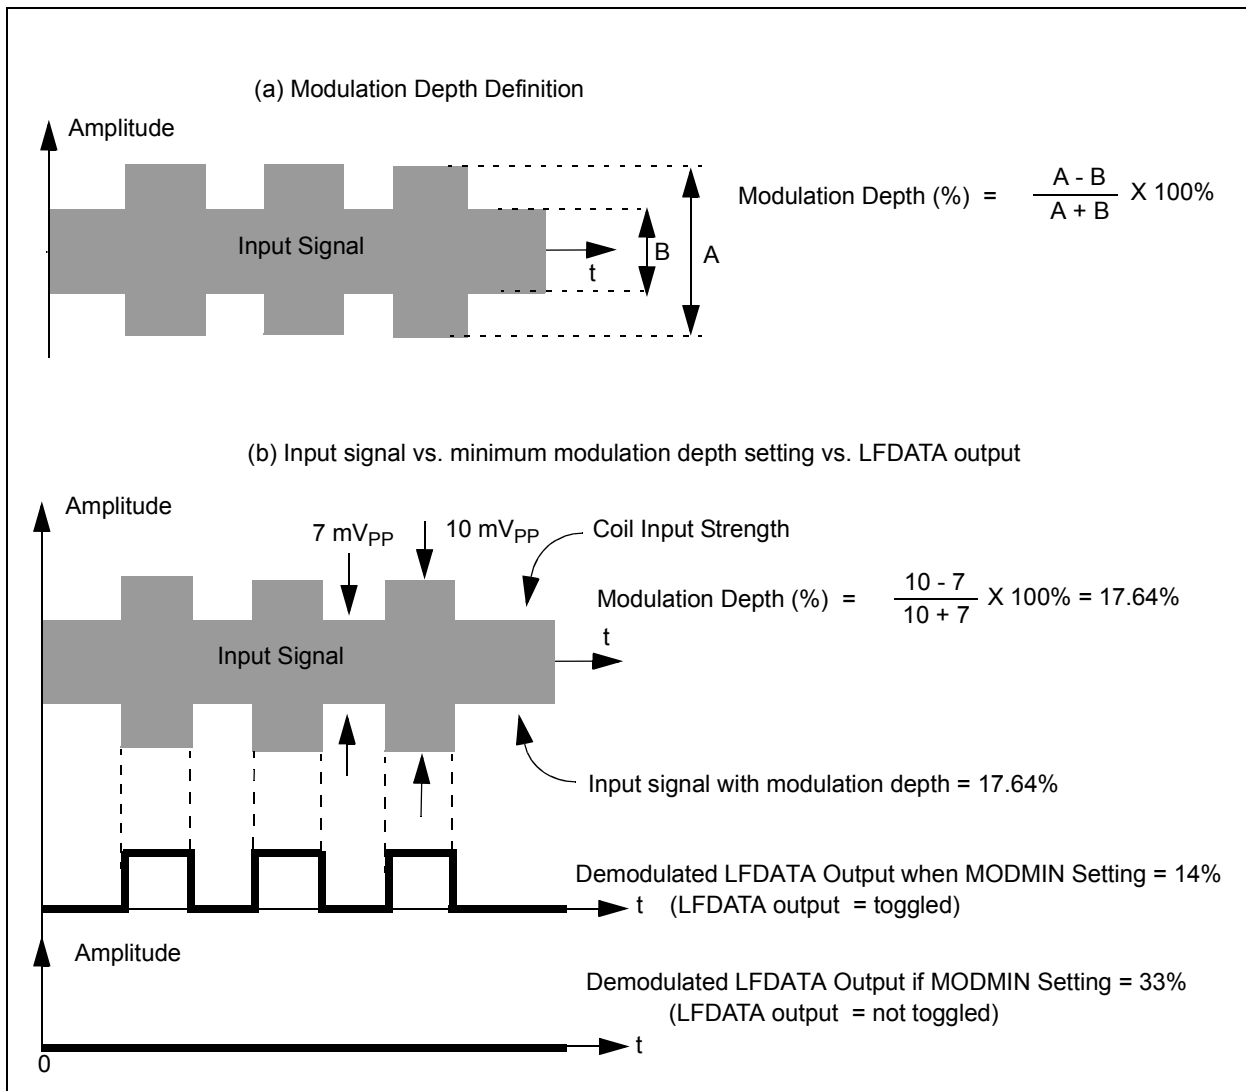 (a) Modulation Depth Definition
Amplitude
Modulation Depth (%) = A - B / A + B X 100%
Input Signal
t
B
A
(b) Input signal vs. minimum modulation depth setting vs. LFDATA output
Amplitude
7 mVPP
10 mVPP
Coil Input Strength
Modulation Depth (%) = 10 - 7 / 10 + 7 X 100% = 17.64%
t
Input Signal
Input signal with modulation depth = 17.64%
Demodulated LFDATA Output when MODMIN Setting = 14%
t (LFDATA output = toggled)
Amplitude
Demodulated LFDATA Output if MODMIN Setting = 33%
(LFDATA output = not toggled)
t
0